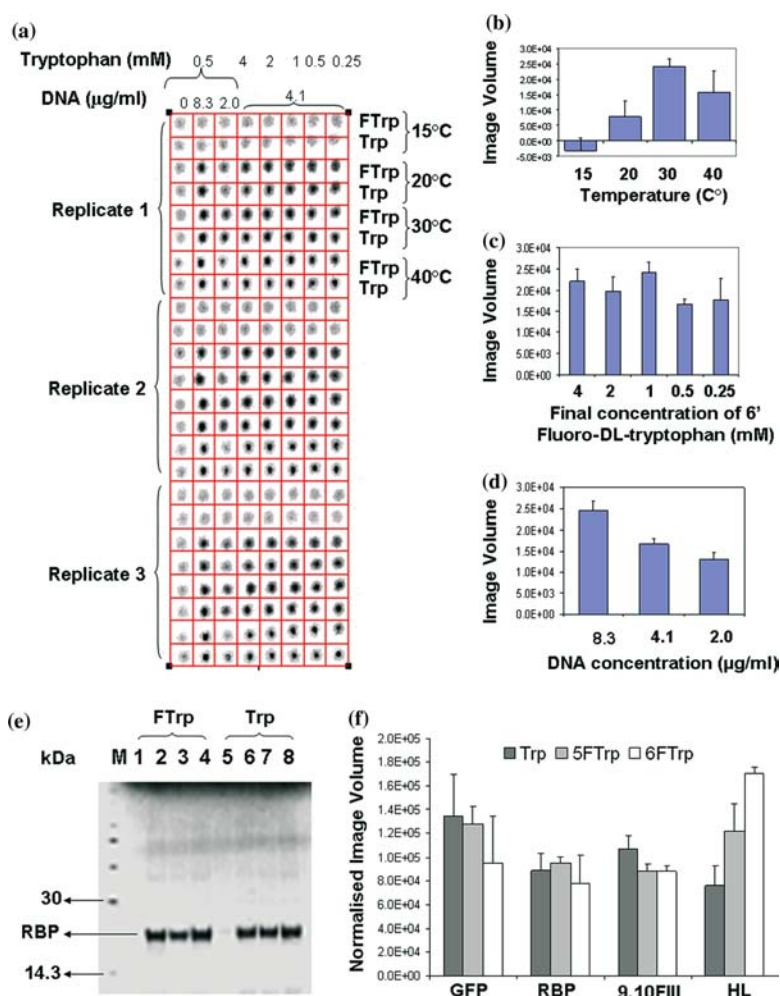 (a)
Tryptophan (mM) 0.5 4 2 1 0.5 0.25
DNA (µg/ml) 0 8.3 2.0 4.1
FTrp
Trp
15°C
FTrp
Trp
20°C
FTrp
Trp
30°C
FTrp
Trp
40°C
Replicate 1
Replicate 2
Replicate 3
(b)
Image Volume
3.0E+04
2.5E+04
2.0E+04
1.5E+04
1.0E+04
5.0E+03
0.0E+00
-5.0E+03
15 20 30 40
Temperature (C°)
(c)
Image Volume
3.0E+04
2.5E+04
2.0E+04
1.5E+04
1.0E+04
5.0E+03
0.0E+00
4 2 1 0.5 0.25
Final concentration of 6'
Fluoro-DL-tryptophan (mM)
(d)
Image Volume
3.0E+04
2.5E+04
2.0E+04
1.5E+04
1.0E+04
5.0E+03
0.0E+00
8.3 4.1 2.0
DNA concentration (µg/ml)
(e)
FTrp Trp
kDa M 1 2 3 4 5 6 7 8
30
RBP
14.3
(f)
Normalised Image Volume
2.0E+05
1.8E+05
1.6E+05
1.4E+05
1.2E+05
1.0E+05
8.0E+04
6.0E+04
4.0E+04
2.0E+04
0.0E+00
Trp 5FTrp 6FTrp
GFP RBP 9,10FIII HL